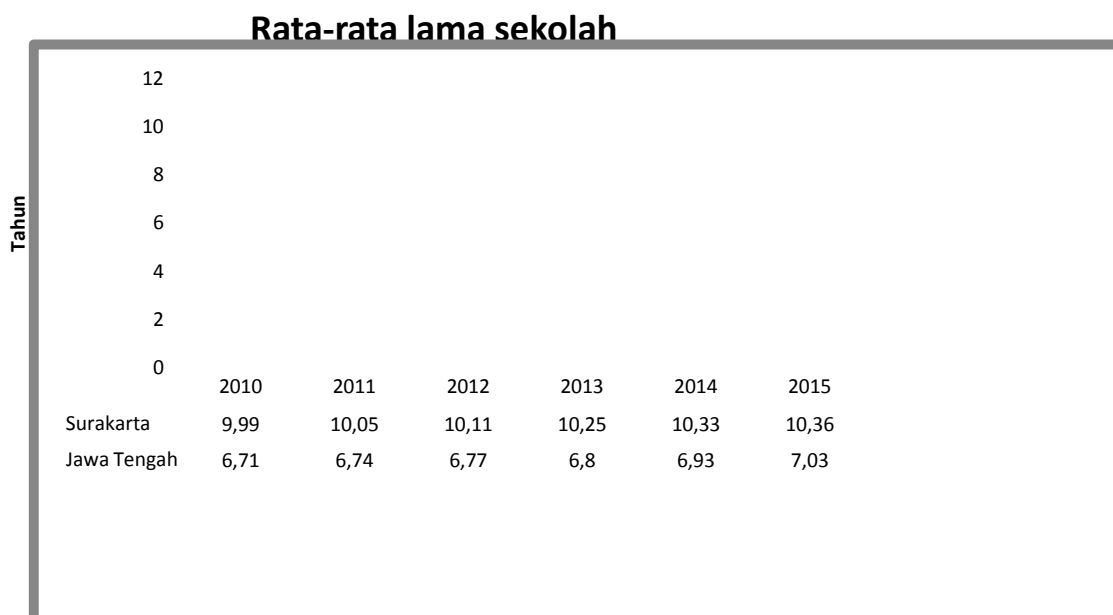 Rata-rata lama sekolah
Tahun
12
10
8
6
4
2
0
2010 2011 2012 2013 2014 2015
Surakarta 9,99 10,05 10,11 10,25 10,33 10,36
Jawa Tengah 6,71 6,74 6,77 6,8 6,93 7,03